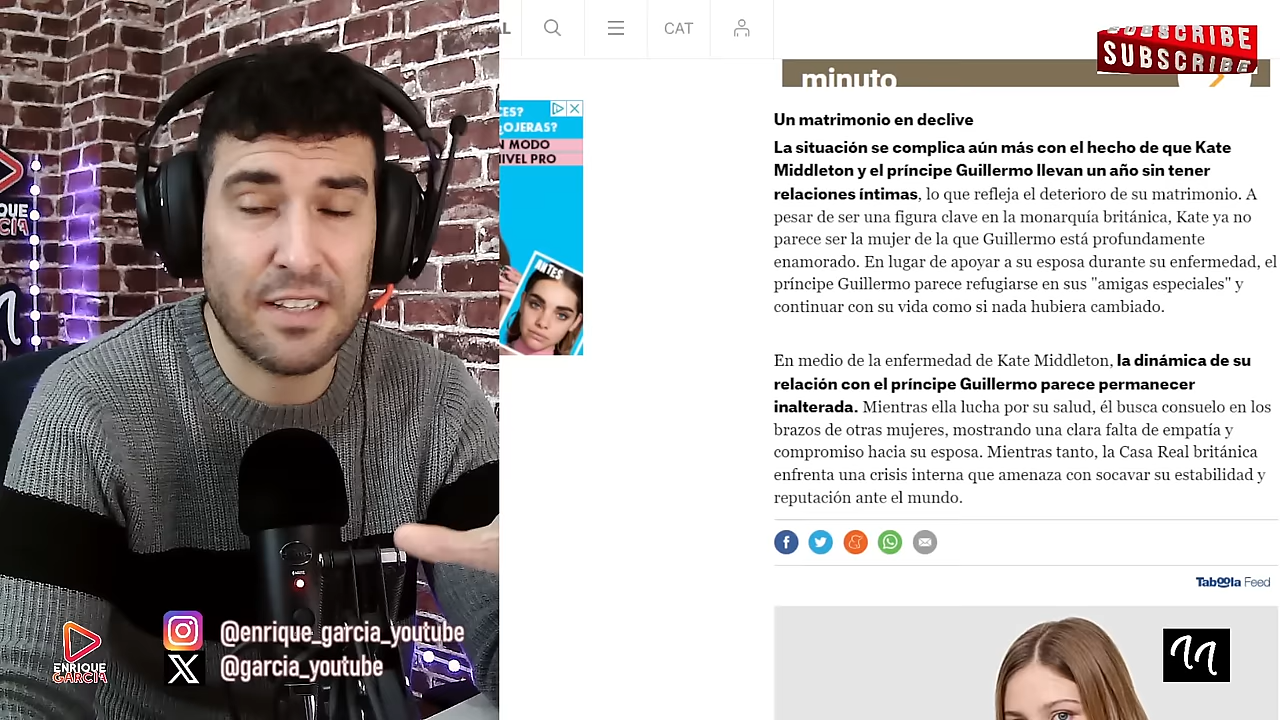 AL
CAT
SUBSCRIBE
SUBSCRIBE
minuto
ES?
OJERAS?
N MODO
IVEL PRO
ANTES
Un matrimonio en declive
La situación se complica aún más con el hecho de que Kate
Middleton y el príncipe Guillermo llevan un año sin tener
relaciones íntimas, lo que refleja el deterioro de su matrimonio. A
pesar de ser una figura clave en la monarquía británica, Kate ya no
parece ser la mujer de la que Guillermo está profundamente
enamorado. En lugar de apoyar a su esposa durante su enfermedad, el
príncipe Guillermo parece refugiarse en sus "amigas especiales" y
continuar con su vida como si nada hubiera cambiado.
En medio de la enfermedad de Kate Middleton, la dinámica de su
relación con el príncipe Guillermo parece permanecer
inalterada. Mientras ella lucha por su salud, él busca consuelo en los
brazos de otras mujeres, mostrando una clara falta de empatía y
compromiso hacia su esposa. Mientras tanto, la Casa Real británica
enfrenta una crisis interna que amenaza con socavar su estabilidad y
reputación ante el mundo.
Taboola Feed
QUE
CIA
@enrique_garcia_youtube
@garcia_youtube
ENRIQUE
GARCIA